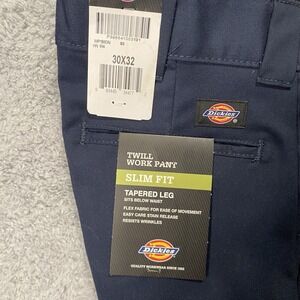 30X32
Dickies
TWILL
WORK PANT
SLIM FIT
TAPERED LEG
SITS BELOW WAIST
FLEX FABRIC FOR EASE OF MOVEMENT
EASY CARE STAIN RELEASE
RESISTS WRINKLES
Dickies
QUALITY WORKWEAR SINCE 1922